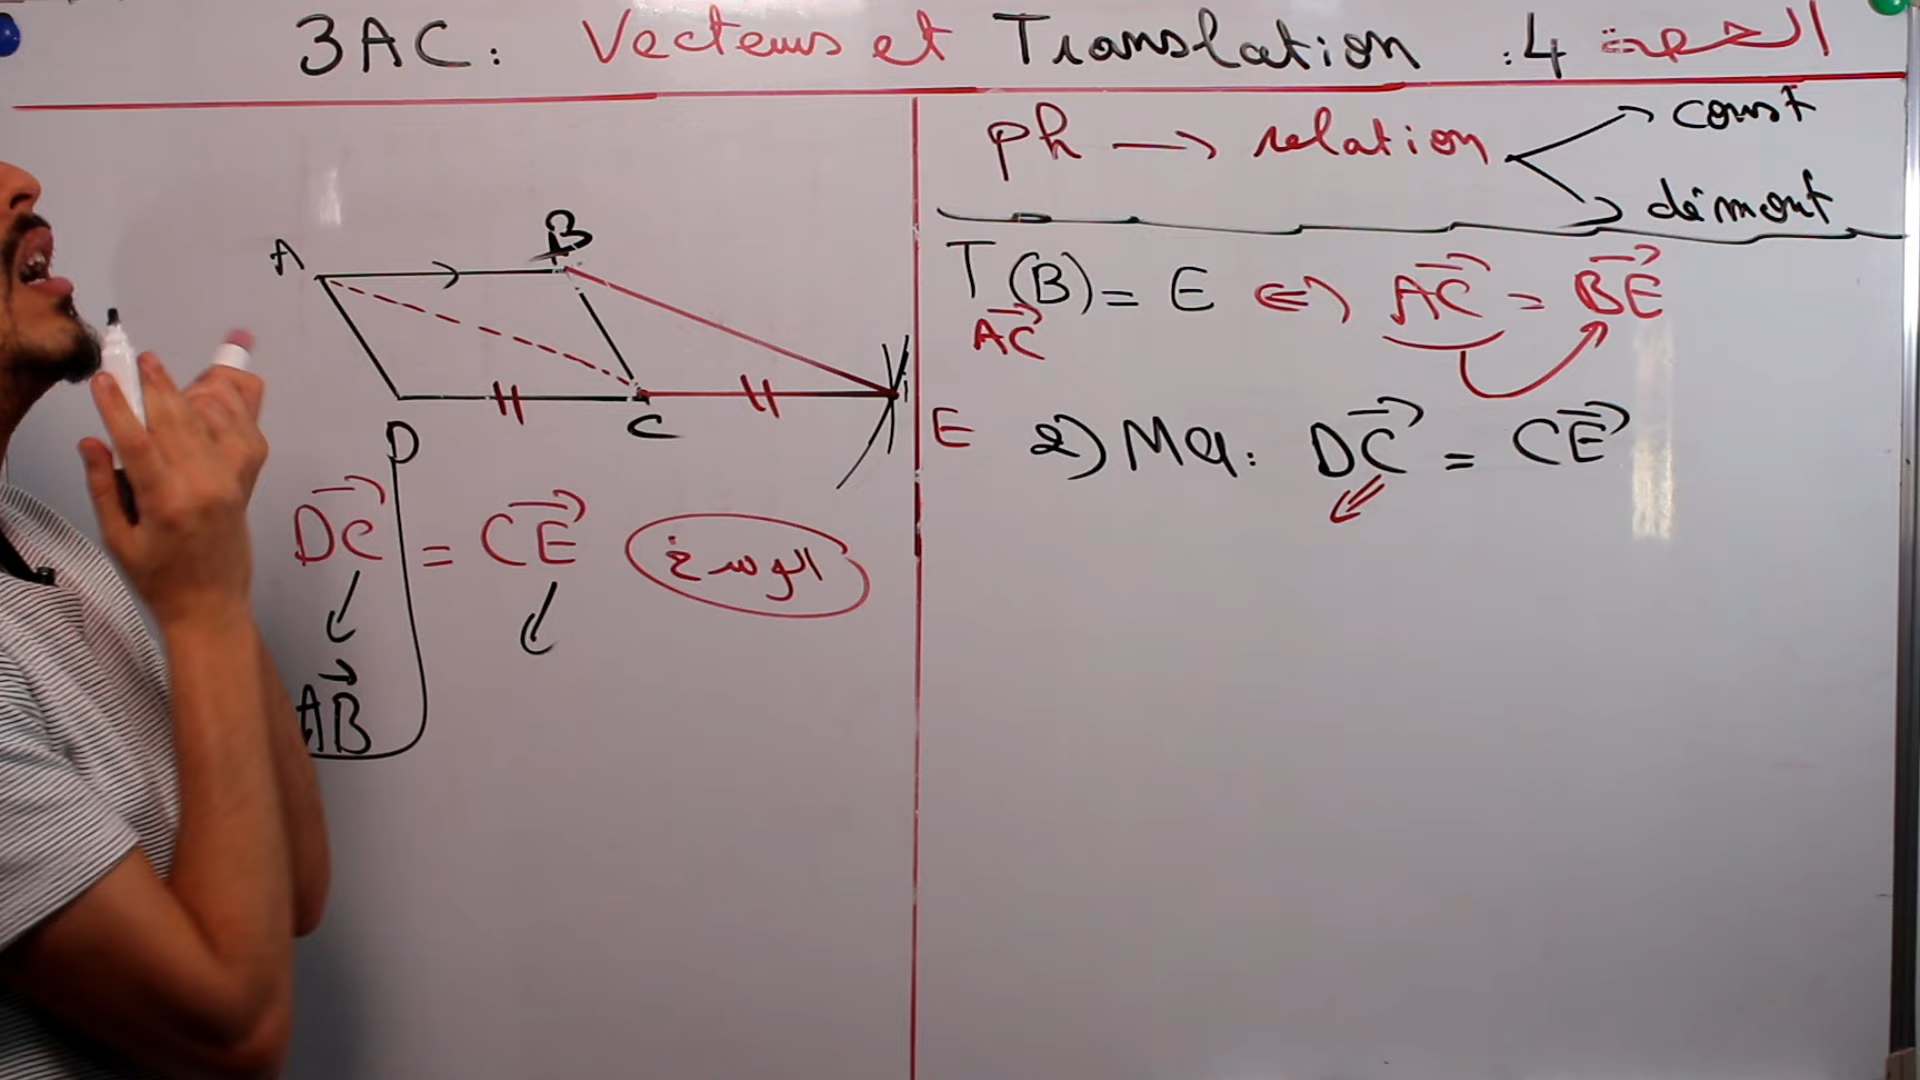 3AC: Vecteurs et Translation الحصة 4:
A B
D C E
DC = CE الوسخ
AB
ph → relation → const
→ démont
T AC (B) = E ⇔ AC = BE
2) Mq: DC = CE